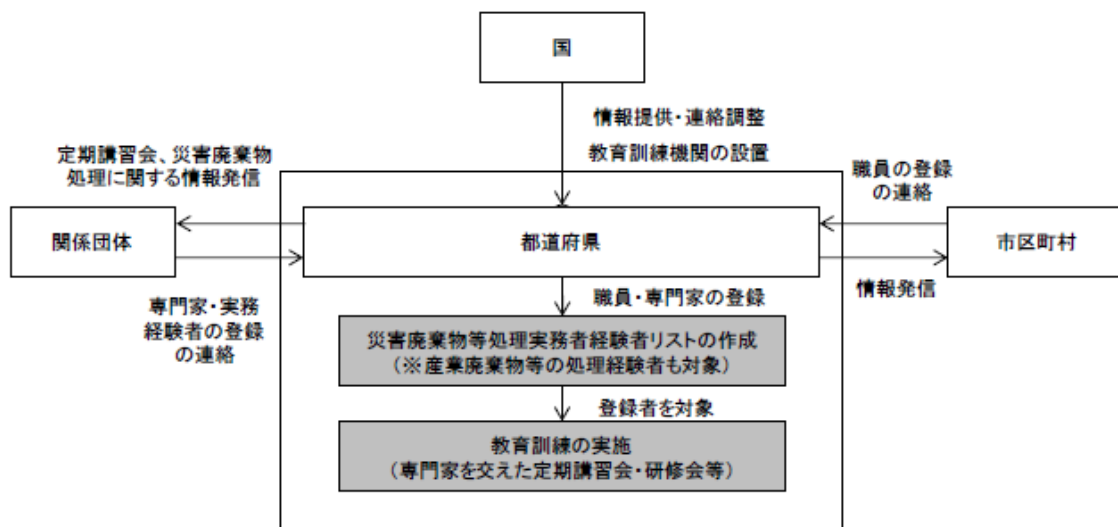 国
情報提供・連絡調整
教育訓練機関の設置
定期講習会、災害廃棄物
処理に関する情報発信
職員の登録
の連絡
関係団体
都道府県
市区町村
専門家・実務
経験者の登録
の連絡
職員・専門家の登録
情報発信
災害廃棄物等処理実務者経験者リストの作成
(※産業廃棄物等の処理経験者も対象)
登録者を対象
教育訓練の実施
(専門家を交えた定期講習会・研修会等)